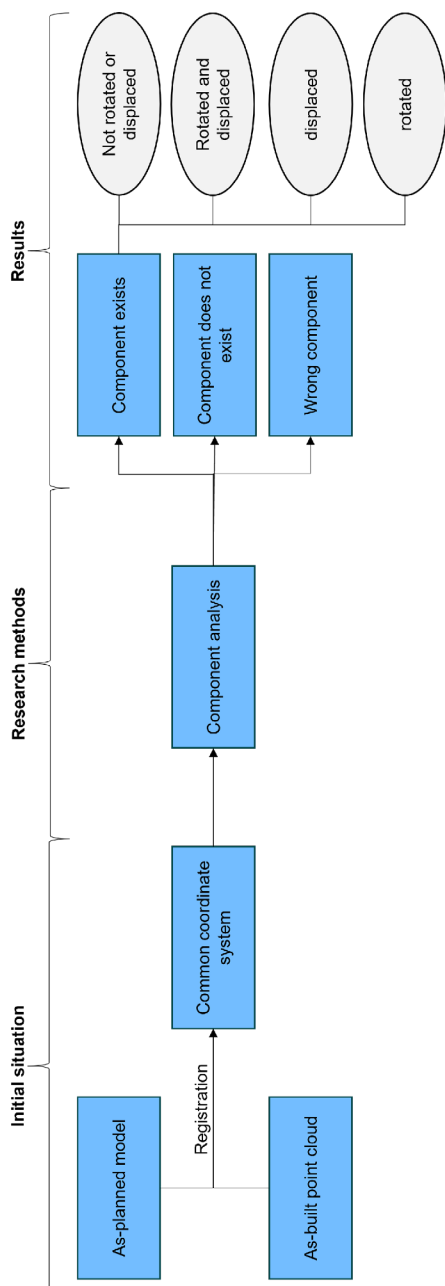 Initial situation
Research methods
Results
As-planned model
As-built point cloud
Registration
Common coordinate
system
Component analysis
Component exists
Component does not
exist
Wrong component
Not rotated or
displaced
Rotated and
displaced
displaced
rotated